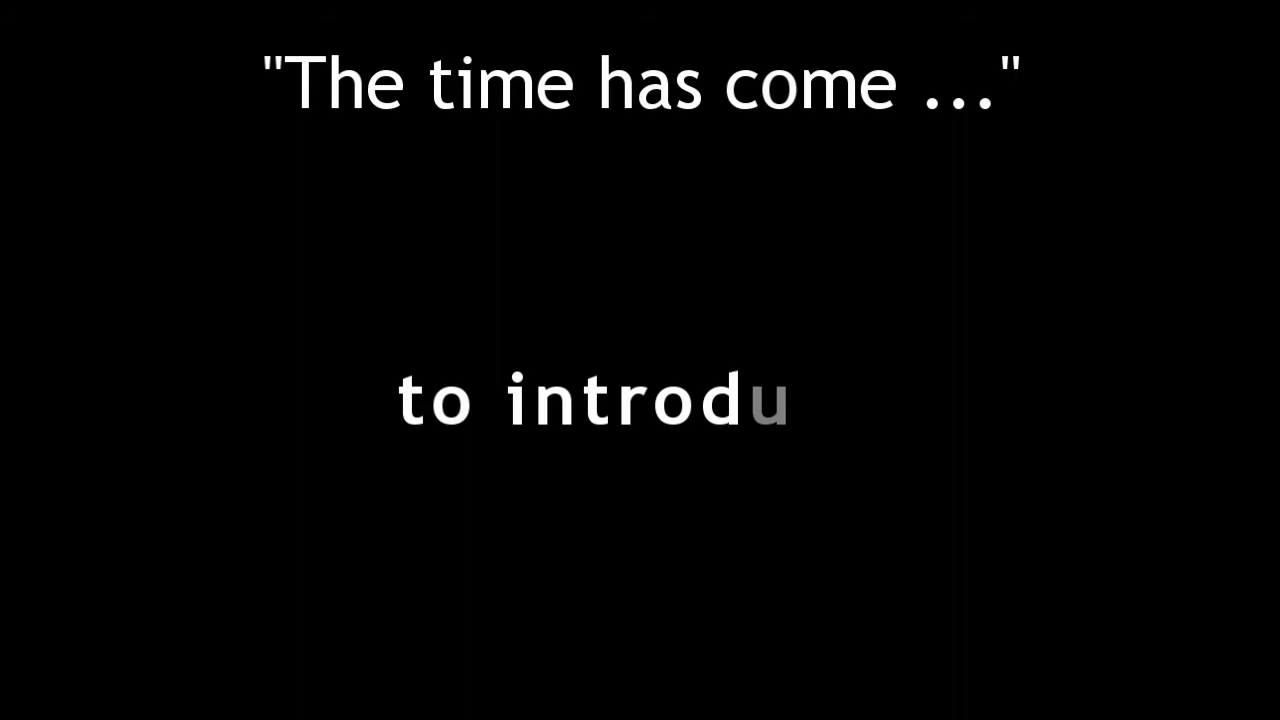 "The time has come ..."
to introdu